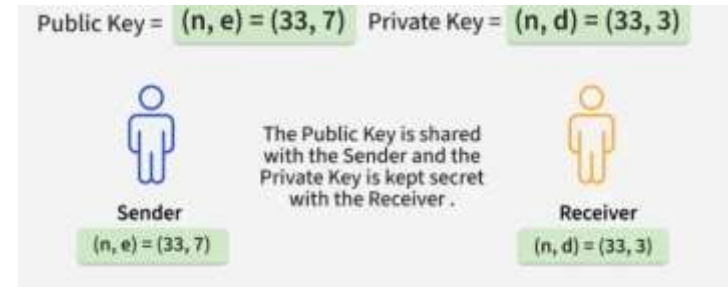 Public Key = (n, e) = (33, 7) Private Key = (n, d) = (33, 3)
The Public Key is shared
with the Sender and the
Private Key is kept secret
with the Receiver .
Sender
(n, e) = (33, 7)
Receiver
(n, d) = (33, 3)